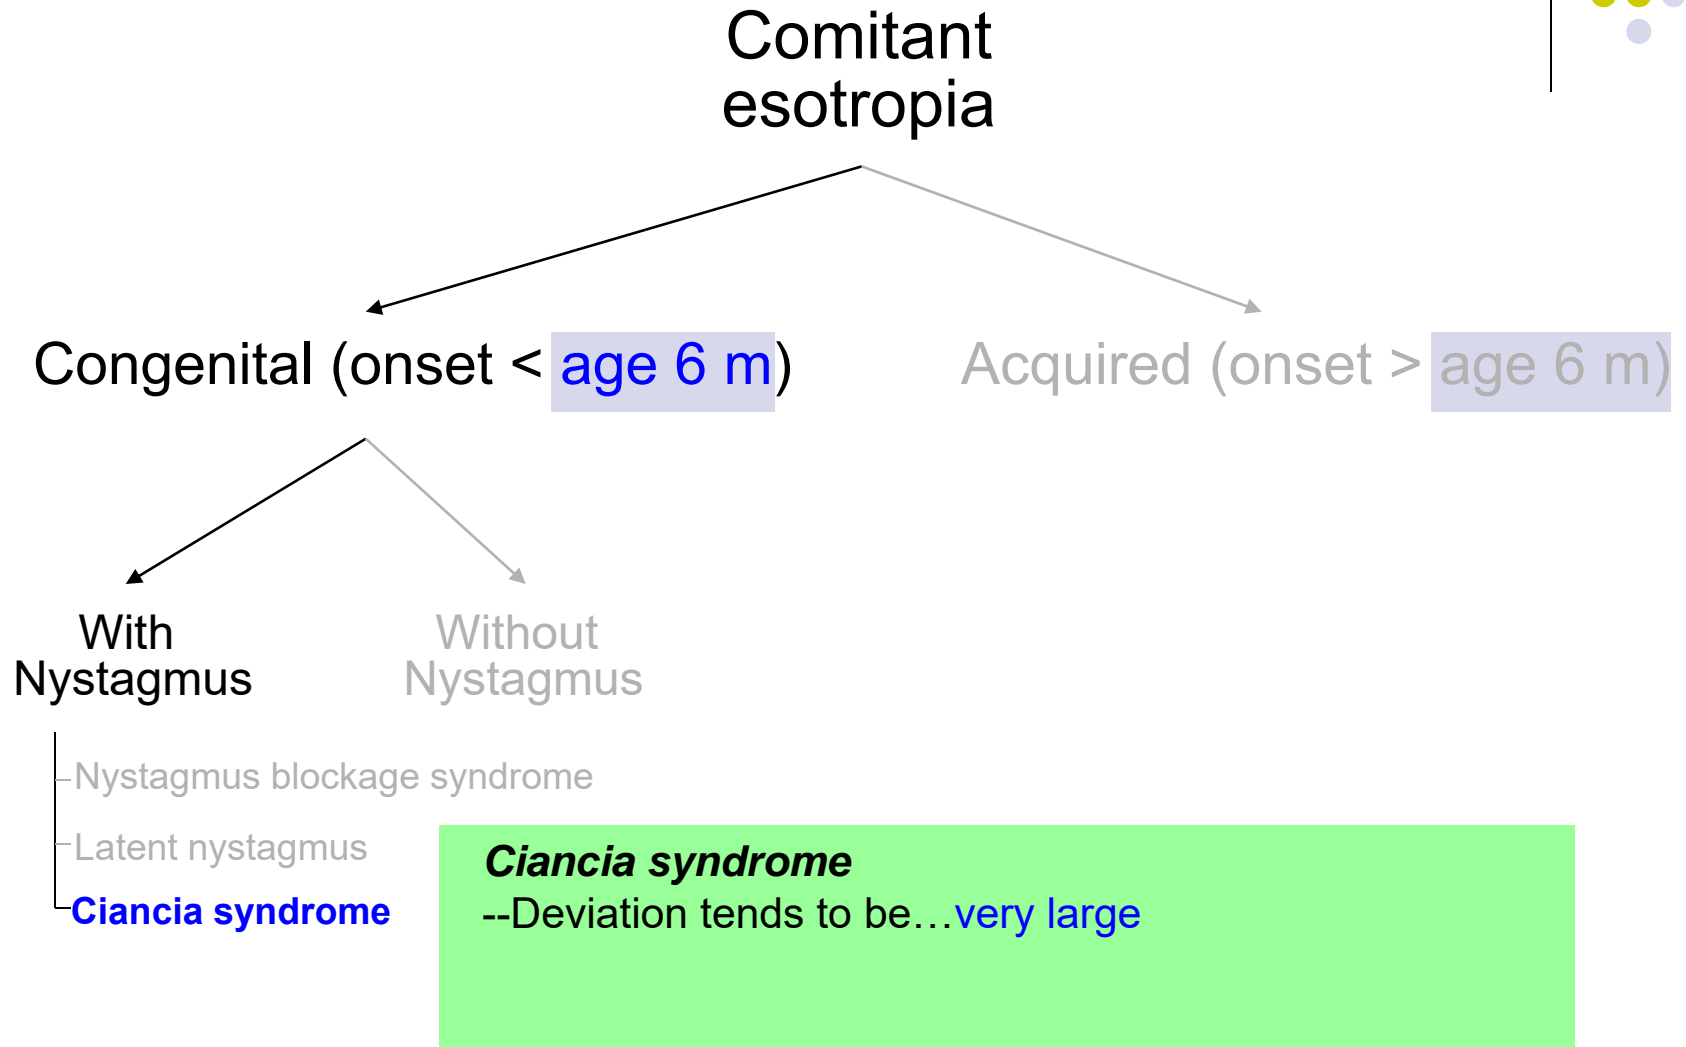 Comitant
esotropia
Congenital (onset < age 6 m)
Acquired (onset > age 6 m)
With
Nystagmus
Without
Nystagmus
Nystagmus blockage syndrome
Latent nystagmus
Ciancia syndrome
Ciancia syndrome
--Deviation tends to be…very large